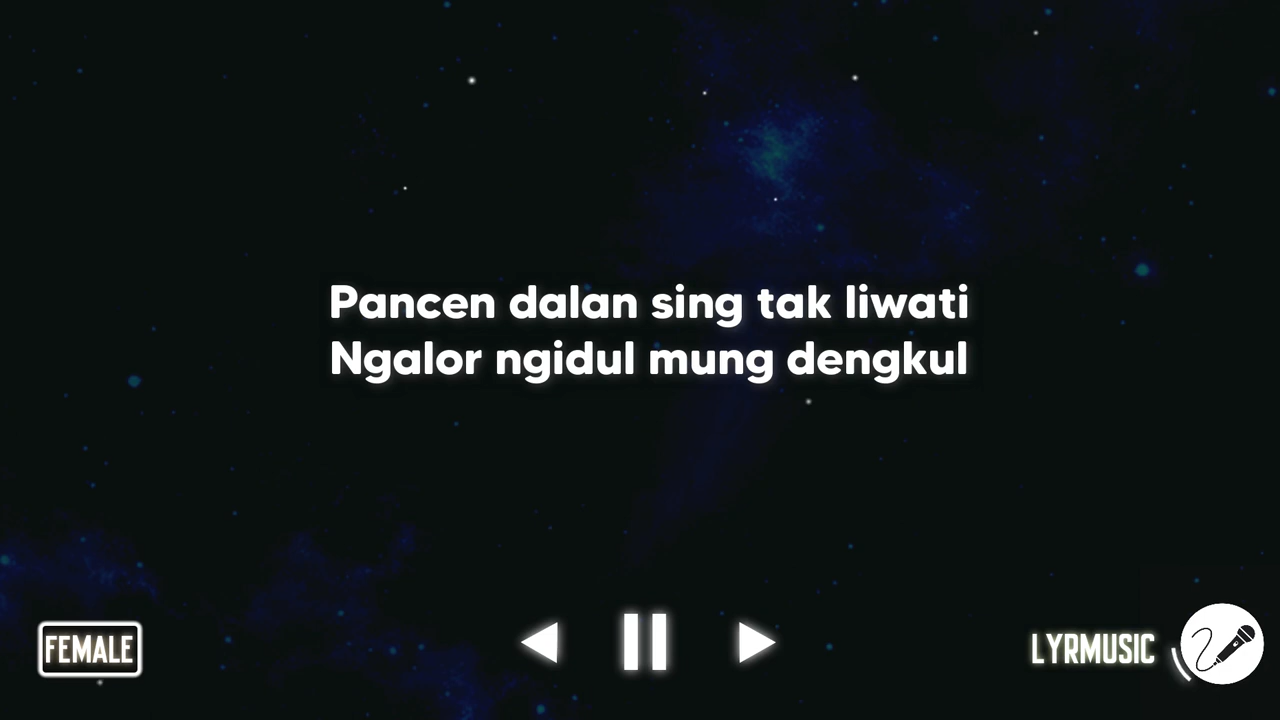 Pancen dalan sing tak liwati
Ngalor ngidul mung dengkul
FEMALE
LYRMUSIC